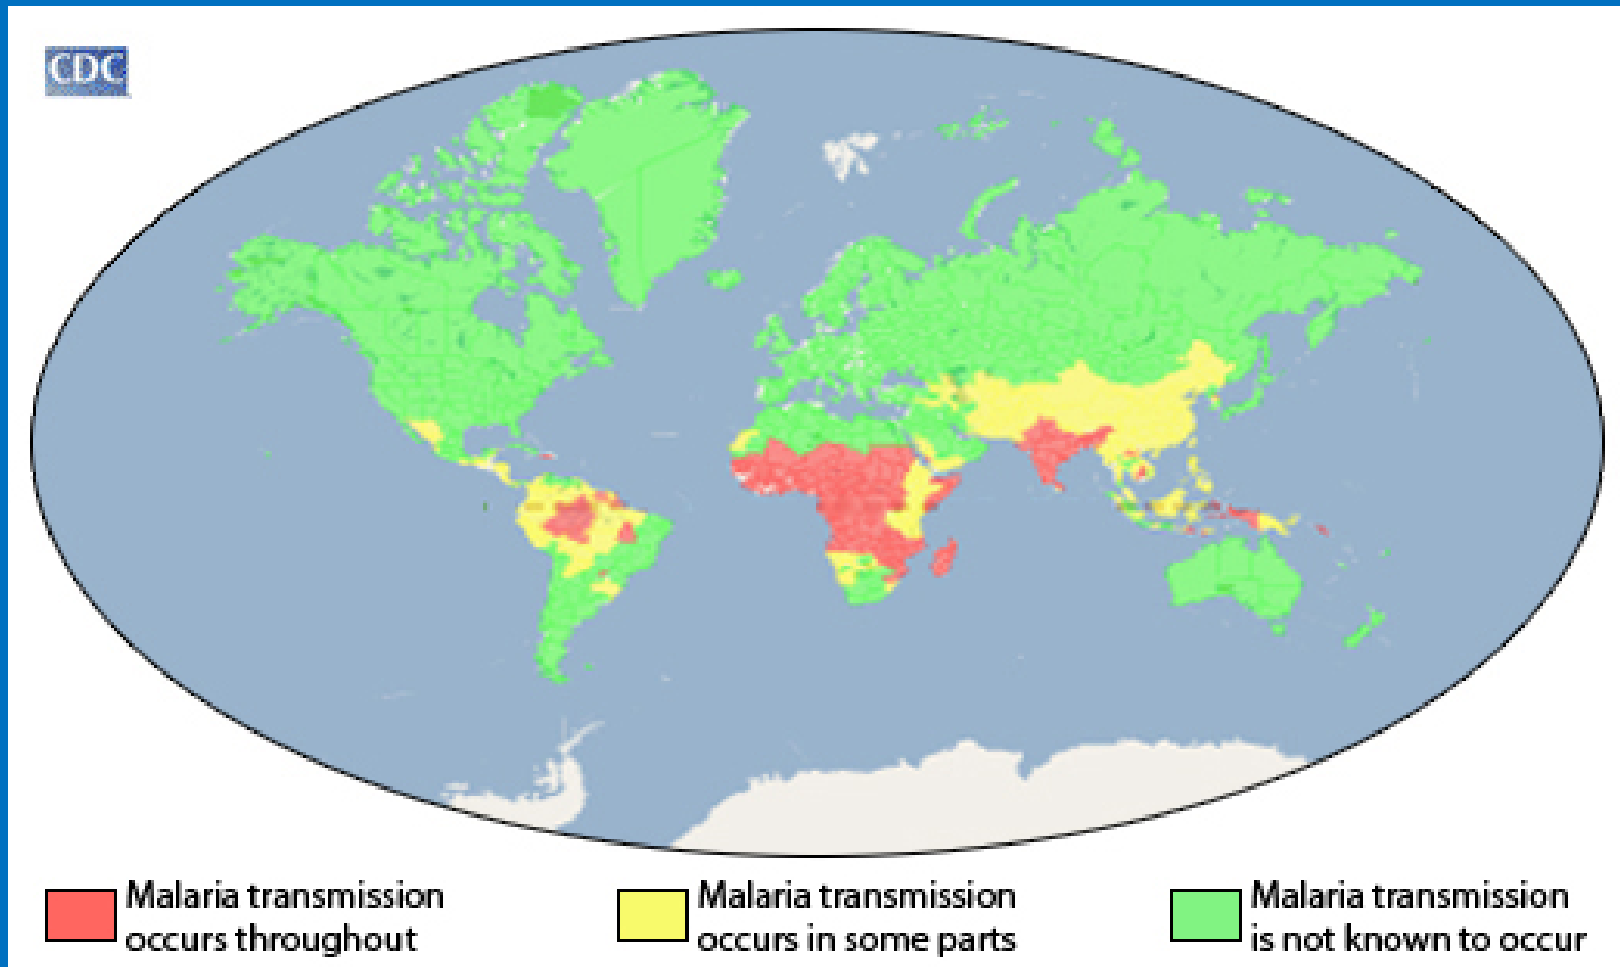 CDC
Malaria transmission
occurs throughout
Malaria transmission
occurs in some parts
Malaria transmission
is not known to occur